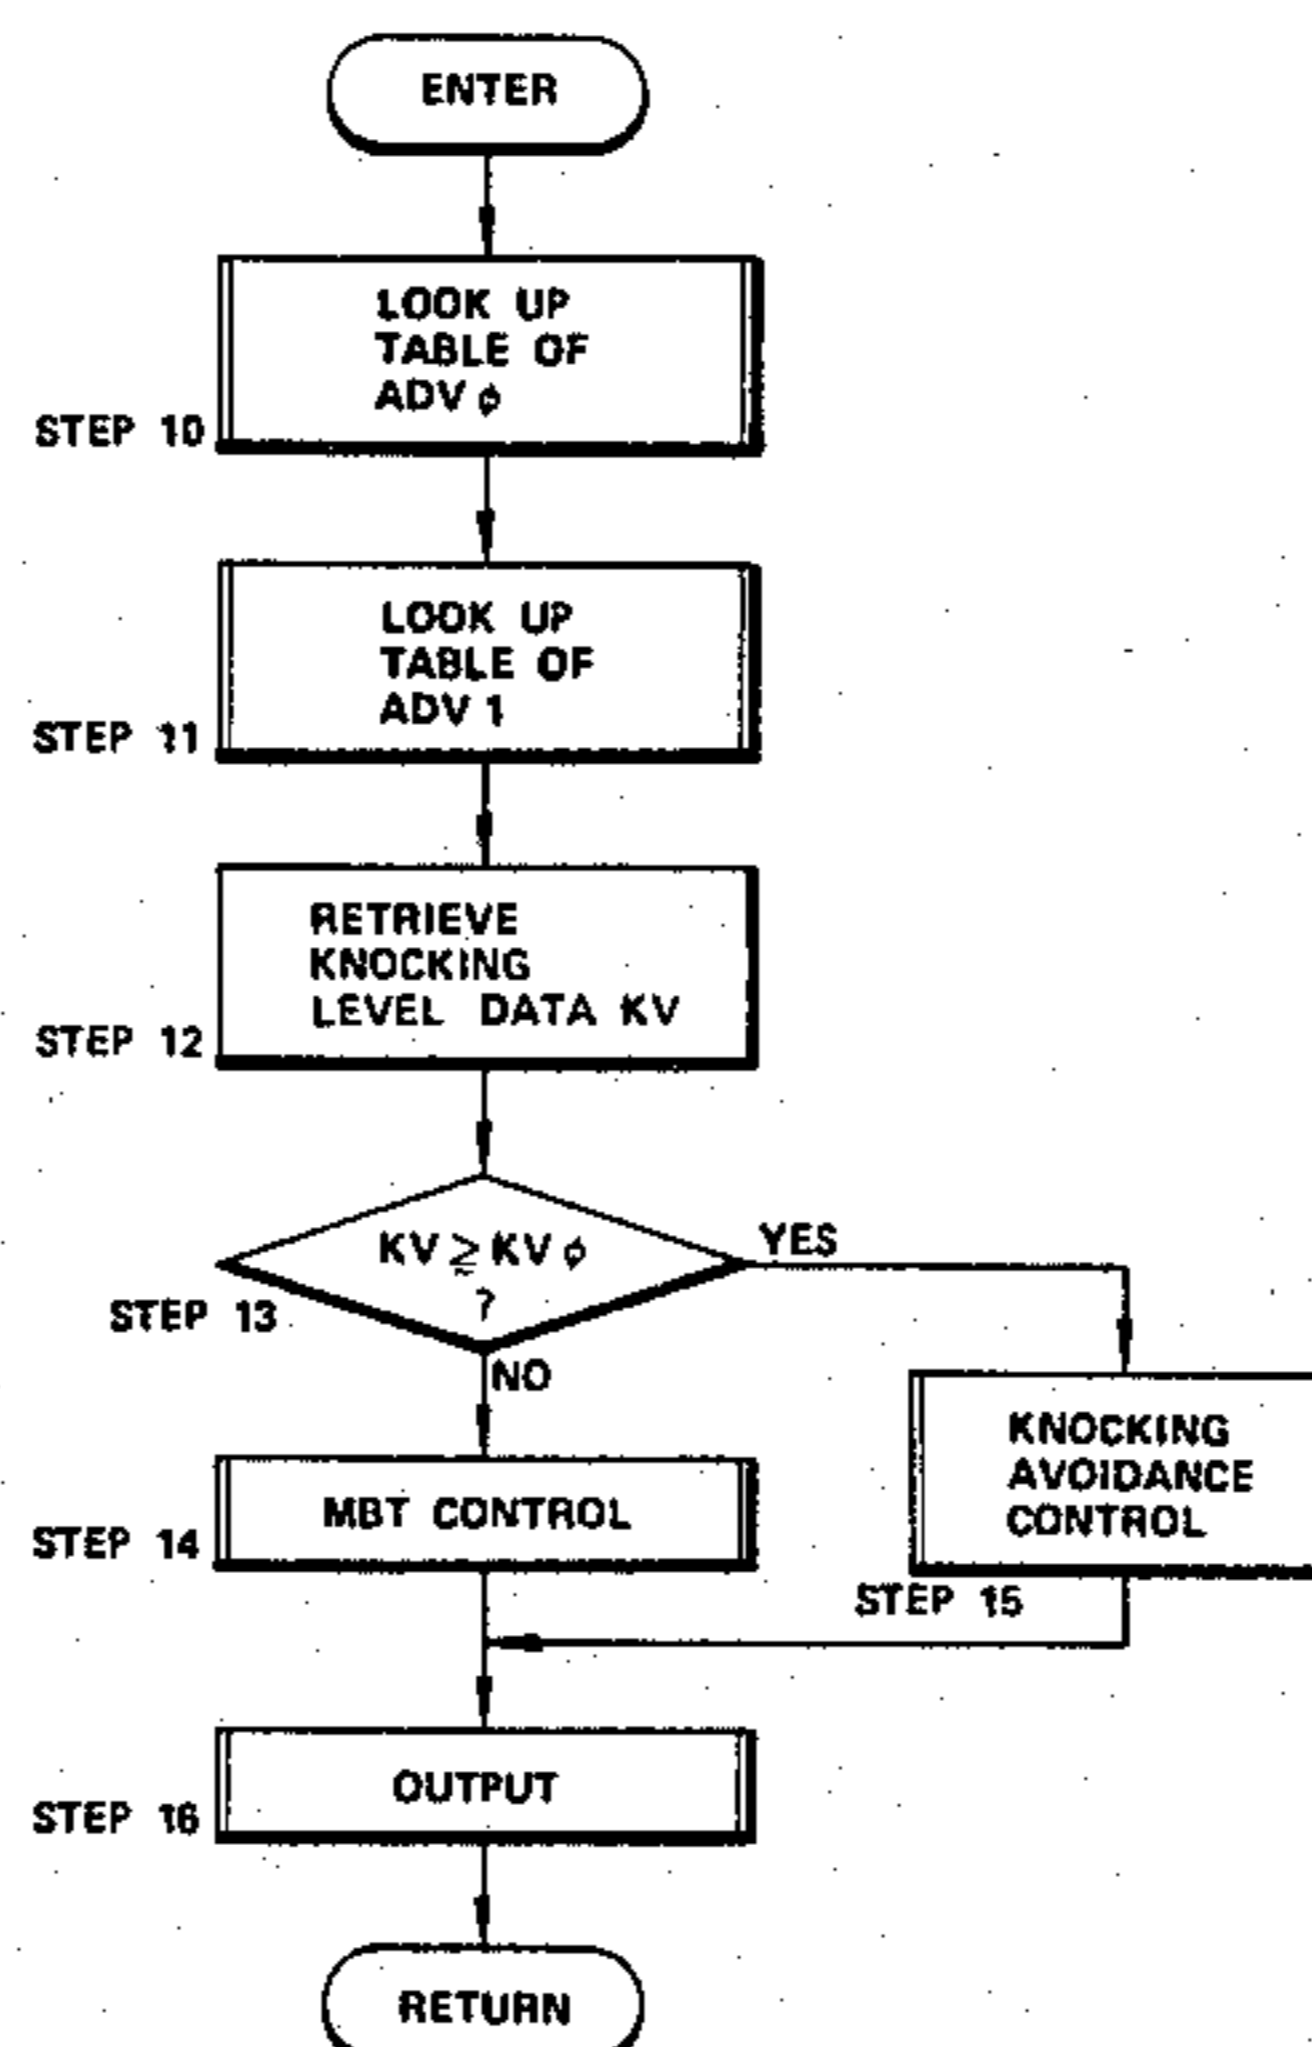 ENTER
LOOK UP
TABLE OF
ADV ϕ
STEP 10
LOOK UP
TABLE OF
ADV 1
STEP 11
RETRIEVE
KNOCKING
LEVEL DATA KV
STEP 12
KV ≧ KV ϕ
?
YES
STEP 13
NO
KNOCKING
AVOIDANCE
CONTROL
MBT CONTROL
STEP 14
STEP 15
OUTPUT
STEP 16
RETURN